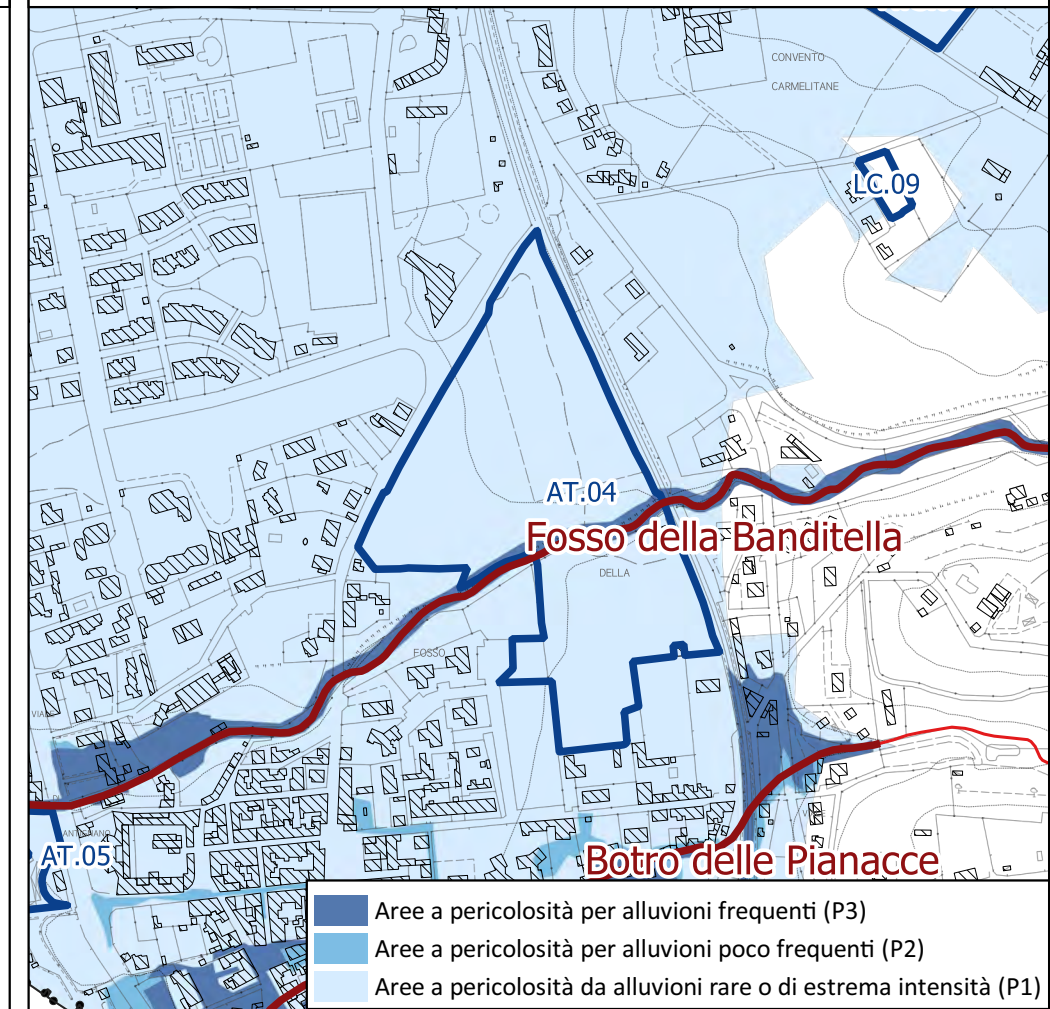 CONVENTO
CARMELITANE
LC.09
AT.04
Fosso della Banditella
DELLA
FOSSO
VIALE
ANTIGNANO
AT.05
Botro delle Pianacce
Aree a pericolosità per alluvioni frequenti (P3)
Aree a pericolosità per alluvioni poco frequenti (P2)
Aree a pericolosità da alluvioni rare o di estrema intensità (P1)